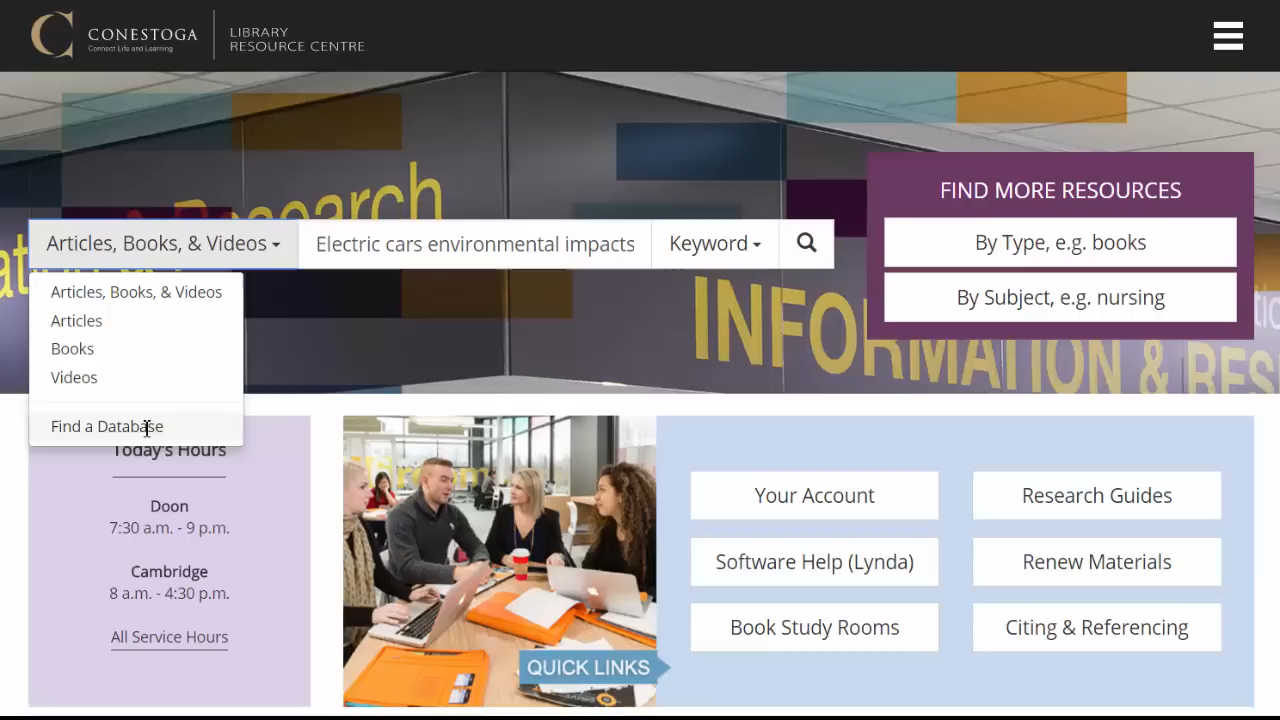 CONESTOGA
Connect Life and Learning
LIBRARY
RESOURCE CENTRE
Research
INFORMATION & RES
Articles, Books, & Videos
Electric cars environmental impacts
Keyword
FIND MORE RESOURCES
By Type, e.g. books
By Subject, e.g. nursing
Articles, Books, & Videos
Articles
Books
Videos
Find a Database
Today's Hours
Doon
7:30 a.m. - 9 p.m.
Cambridge
8 a.m. - 4:30 p.m.
All Service Hours
QUICK LINKS
Your Account
Research Guides
Software Help (Lynda)
Renew Materials
Book Study Rooms
Citing & Referencing